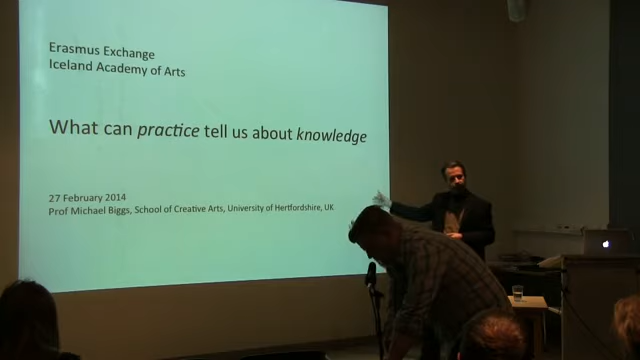 Erasmus Exchange
Iceland Academy of Arts
What can practice tell us about knowledge
27 February 2014
Prof Michael Biggs, School of Creative Arts, University of Hertfordshire, UK